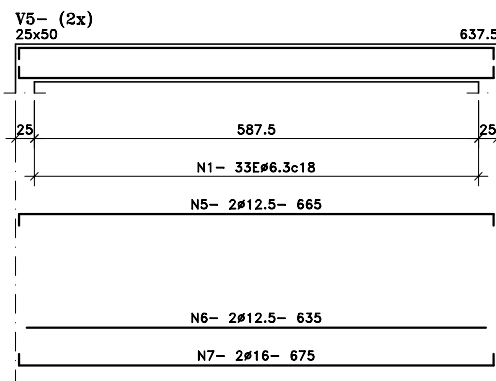 V5- (2x)
25x50 637.5
25 587.5 25
N1- 33Eø6.3c18
N5- 2ø12.5- 665
N6- 2ø12.5- 635
N7- 2ø16- 675